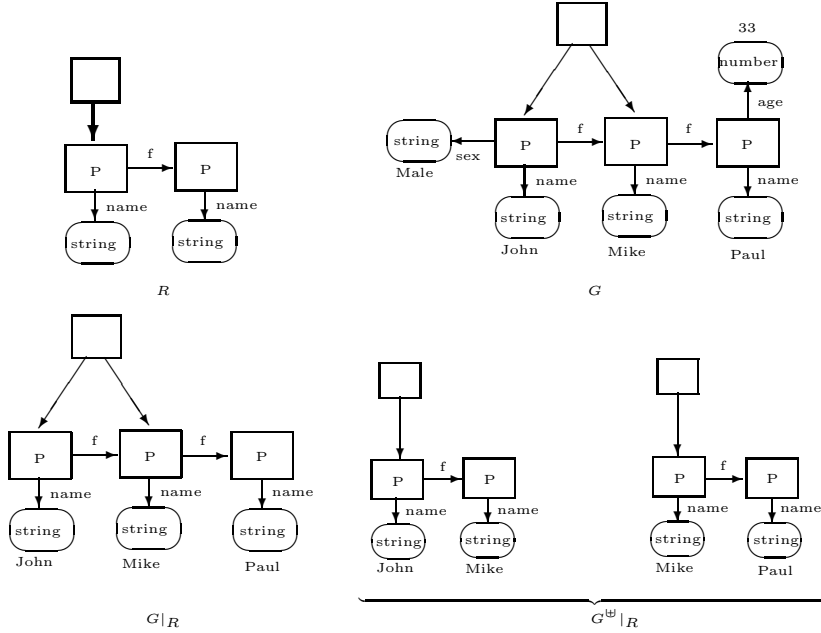 P
f
P
name
name
string
string
R
33
number
age
string
sex
Male
P
f
P
f
P
name
name
name
string
string
string
John
Mike
Paul
G
P
f
P
f
P
name
name
name
string
string
string
John
Mike
Paul
G|R
P
f
P
name
name
string
string
John
Mike
P
f
P
name
name
string
string
Mike
Paul
G⊎|R